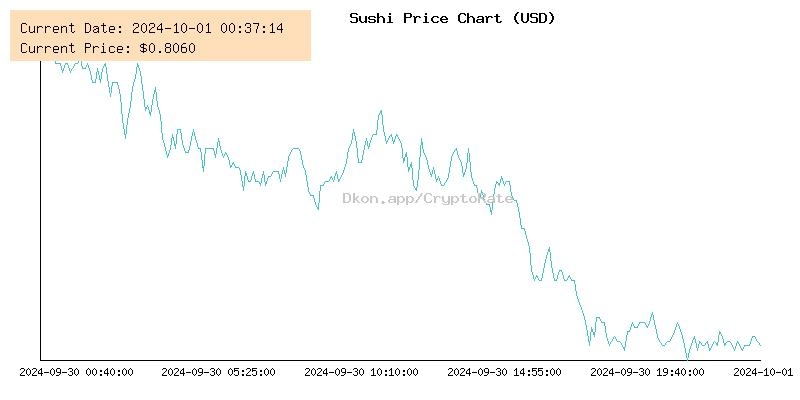 Sushi Price Chart (USD)
Current Date: 2024-10-01 00:37:14
Current Price: $0.8060
Dkon.app/CryptoRate
2024-09-30 00:40:00 2024-09-30 05:25:00 2024-09-30 10:10:00 2024-09-30 14:55:00 2024-09-30 19:40:00 2024-10-01